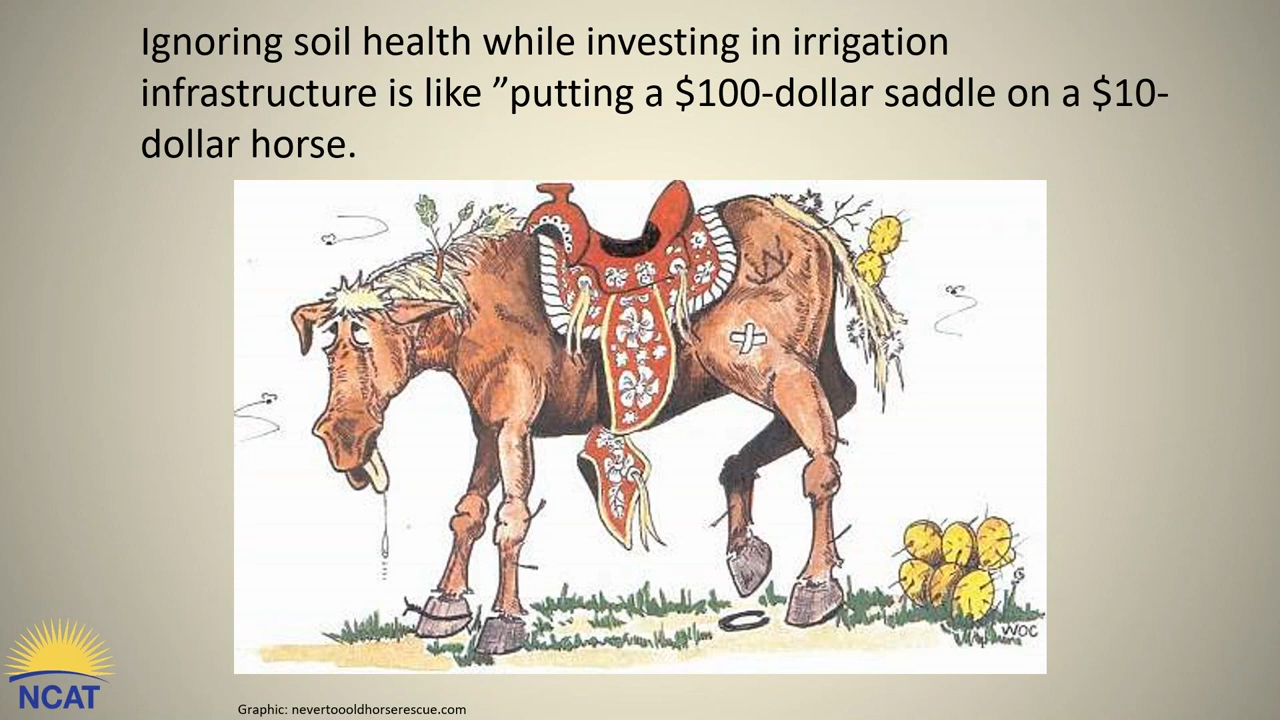 Ignoring soil health while investing in irrigation
infrastructure is like ”putting a $100-dollar saddle on a $10-
dollar horse.
WOC
NCAT
Graphic: nevertoooldhorserescue.com